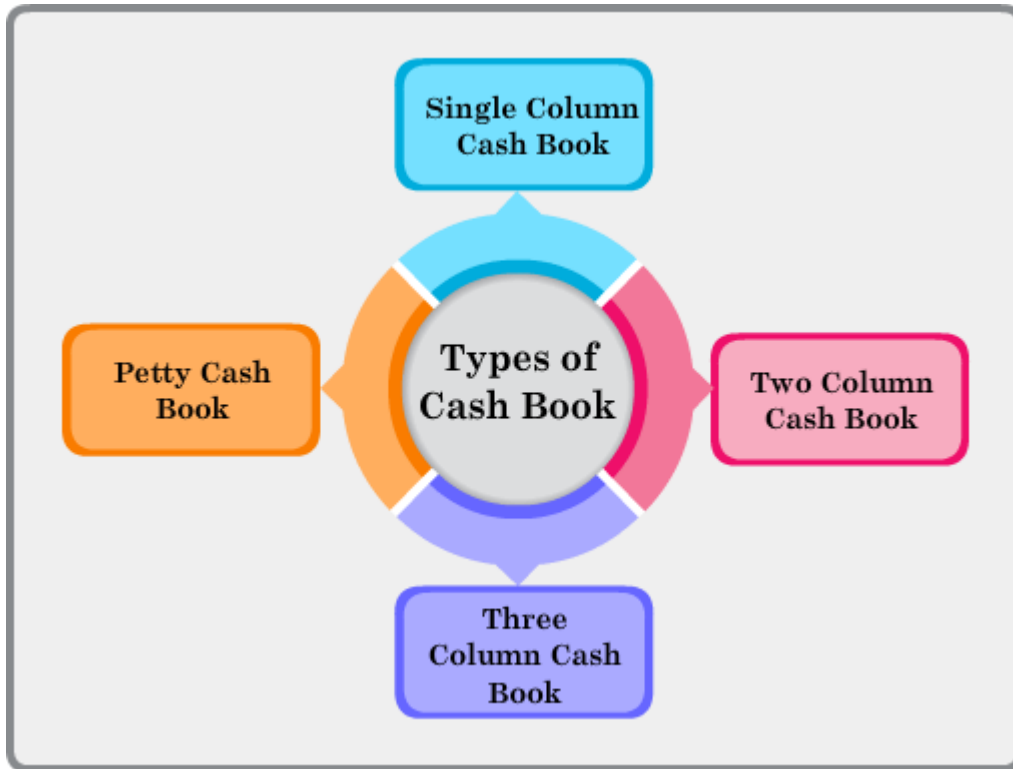 Single Column
Cash Book
Types of
Cash Book
Petty Cash
Book
Two Column
Cash Book
Three
Column Cash
Book